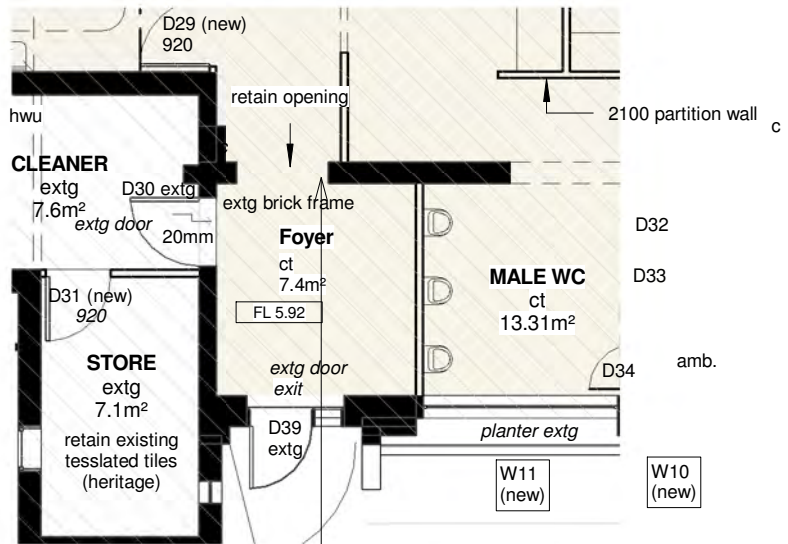 D29 (new)
920
retain opening
2100 partition wall
c
hwu
CLEANER
extg
7.6m²
extg door
D30 extg
20mm
extg brick frame
Foyer
ct
7.4m²
FL 5.92
D32
D33
MALE WC
ct
13.31m²
D31 (new)
920
STORE
extg
7.1m²
retain existing
tesslated tiles
(heritage)
extg door
exit
D34
amb.
D39
extg
planter extg
W11
(new)
W10
(new)